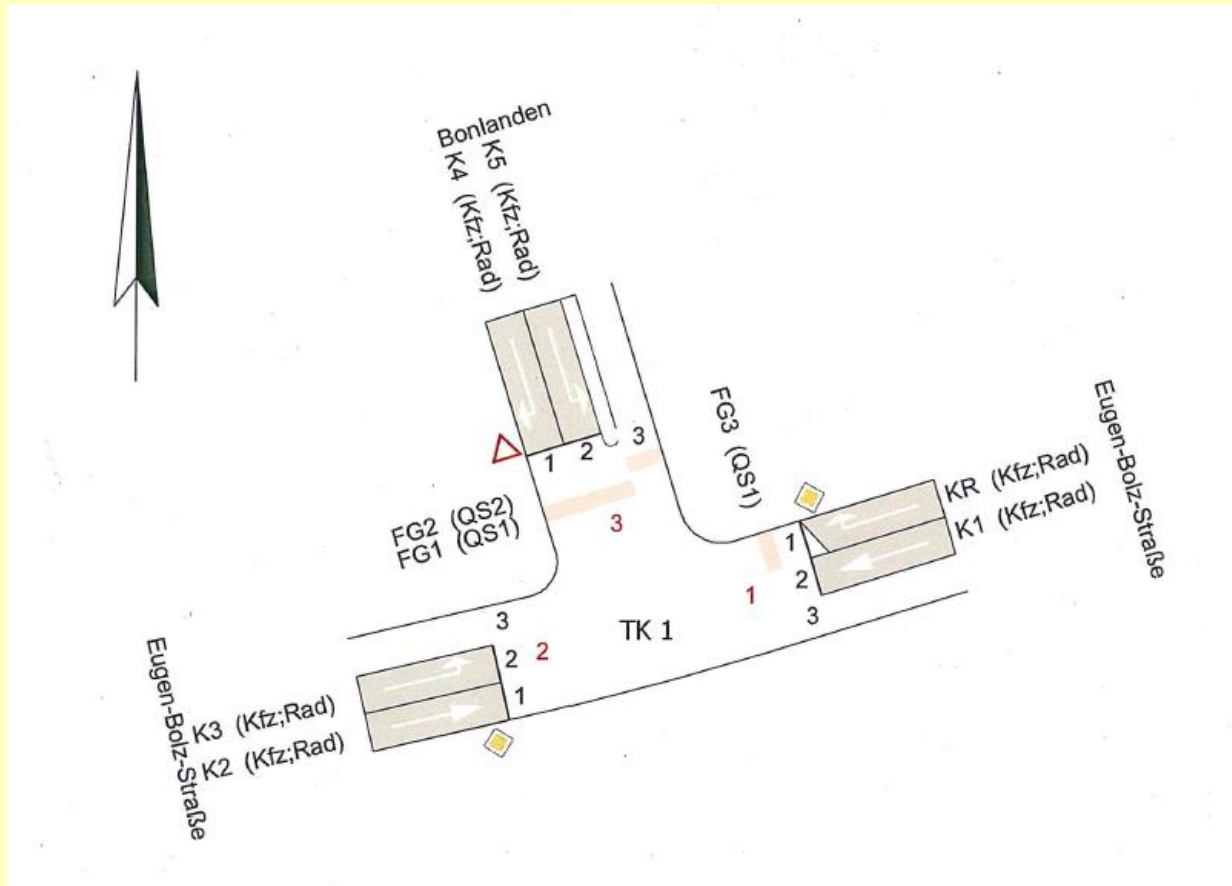 Bonlanden
K5 (Kfz;Rad)
K4 (Kfz;Rad)
1
2
3
FG2 (QS2)
FG1 (QS1)
3
FG3 (QS1)
Eugen-Bolz-Straße
KR (Kfz;Rad)
K1 (Kfz;Rad)
1
2
3
1
TK 1
3
2
2
1
Eugen-Bolz-Straße
K3 (Kfz;Rad)
K2 (Kfz;Rad)